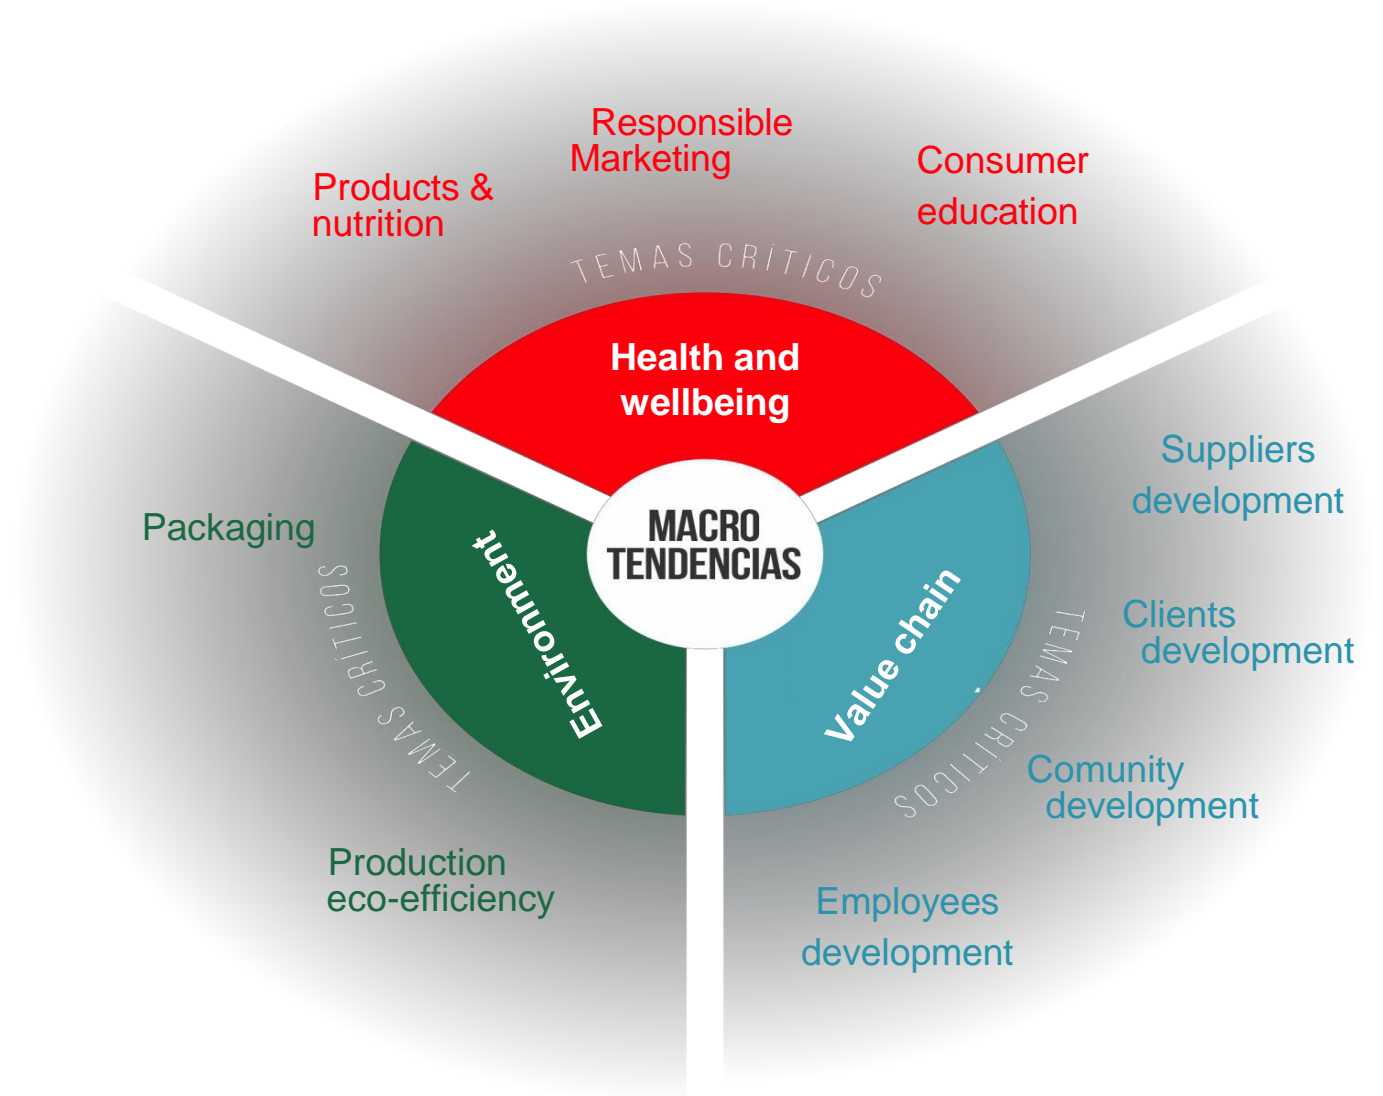 Responsible
Marketing
Consumer
education
Products &
nutrition
TEMAS CRÍTICOS
Health and
wellbeing
Suppliers
development
MACRO
TENDENCIAS
Packaging
Environment
TEMAS CRÍTICOS
Value chain
TEMAS CRÍTICOS
Clients
development
Comunity
development
Production
eco-efficiency
Employees
development